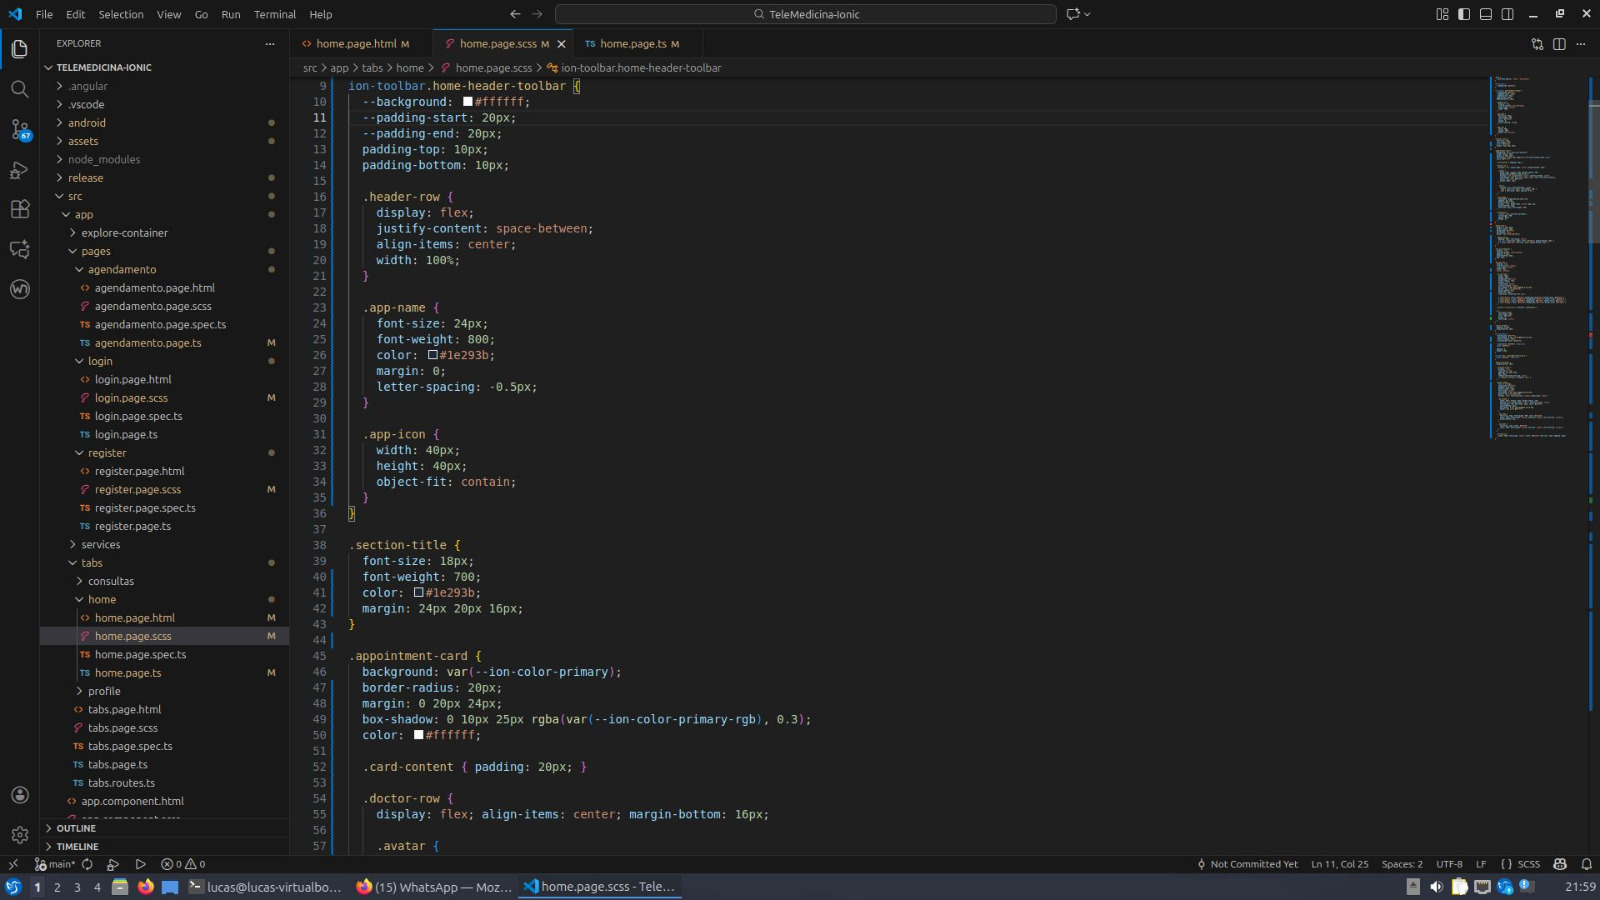 File Edit Selection View Go Run Terminal Help
TeleMedicina-Ionic
EXPLORER
home.page.html M
home.page.scss M
home.page.ts M
src > app > tabs > home > home.page.scss > ion-toolbar.home-header-toolbar
TELEMEDICINA-IONIC
.angular
.vscode
android
assets
node_modules
release
src
app
explore-container
pages
agendamento
agendamento.page.html
agendamento.page.scss
agendamento.page.spec.ts
agendamento.page.ts M
login
login.page.html
login.page.scss M
login.page.spec.ts
login.page.ts
register
register.page.html
register.page.scss M
register.page.spec.ts
register.page.ts
services
tabs
consultas
home
home.page.html M
home.page.scss M
home.page.spec.ts
home.page.ts M
profile
tabs.page.html
tabs.page.scss
tabs.page.spec.ts
tabs.page.ts
tabs.routes.ts
app.component.html
OUTLINE
TIMELINE
67
9 ion-toolbar.home-header-toolbar {
10 --background: #ffffff;
11 --padding-start: 20px;
12 --padding-end: 20px;
13 padding-top: 10px;
14 padding-bottom: 10px;
15
16 .header-row {
17 display: flex;
18 justify-content: space-between;
19 align-items: center;
20 width: 100%;
21 }
22
23 .app-name {
24 font-size: 24px;
25 font-weight: 800;
26 color: #1e293b;
27 margin: 0;
28 letter-spacing: -0.5px;
29 }
30
31 .app-icon {
32 width: 40px;
33 height: 40px;
34 object-fit: contain;
35 }
36 }
37
38 .section-title {
39 font-size: 18px;
40 font-weight: 700;
41 color: #1e293b;
42 margin: 24px 20px 16px;
43 }
44
45 .appointment-card {
46 background: var(--ion-color-primary);
47 border-radius: 20px;
48 margin: 0 20px 24px;
49 box-shadow: 0 10px 25px rgba(var(--ion-color-primary-rgb), 0.3);
50 color: #ffffff;
51
52 .card-content { padding: 20px; }
53
54 .doctor-row {
55 display: flex; align-items: center; margin-bottom: 16px;
56
57 .avatar {
main* 0 0
Not Committed Yet Ln 11, Col 25 Spaces: 2 UTF-8 LF { } SCSS
1 2 3 4 lucas@lucas-virtualbo... (15) WhatsApp — Moz... home.page.scss - Tele... 21:59